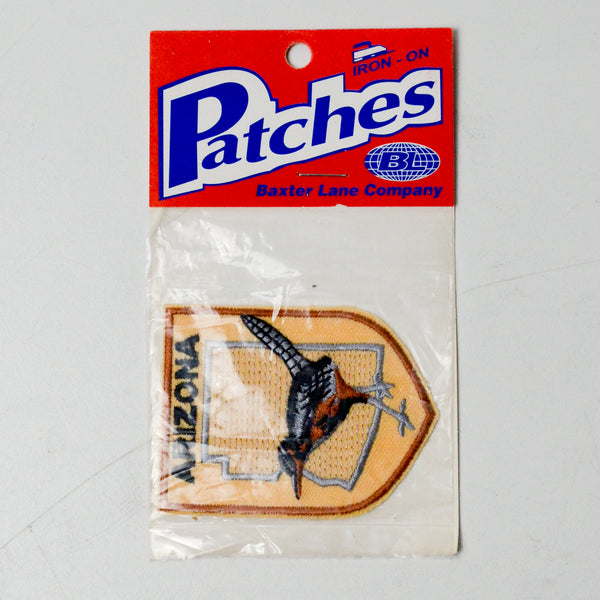 IRON - ON
Patches
BL
Baxter Lane Company
ARIZONA